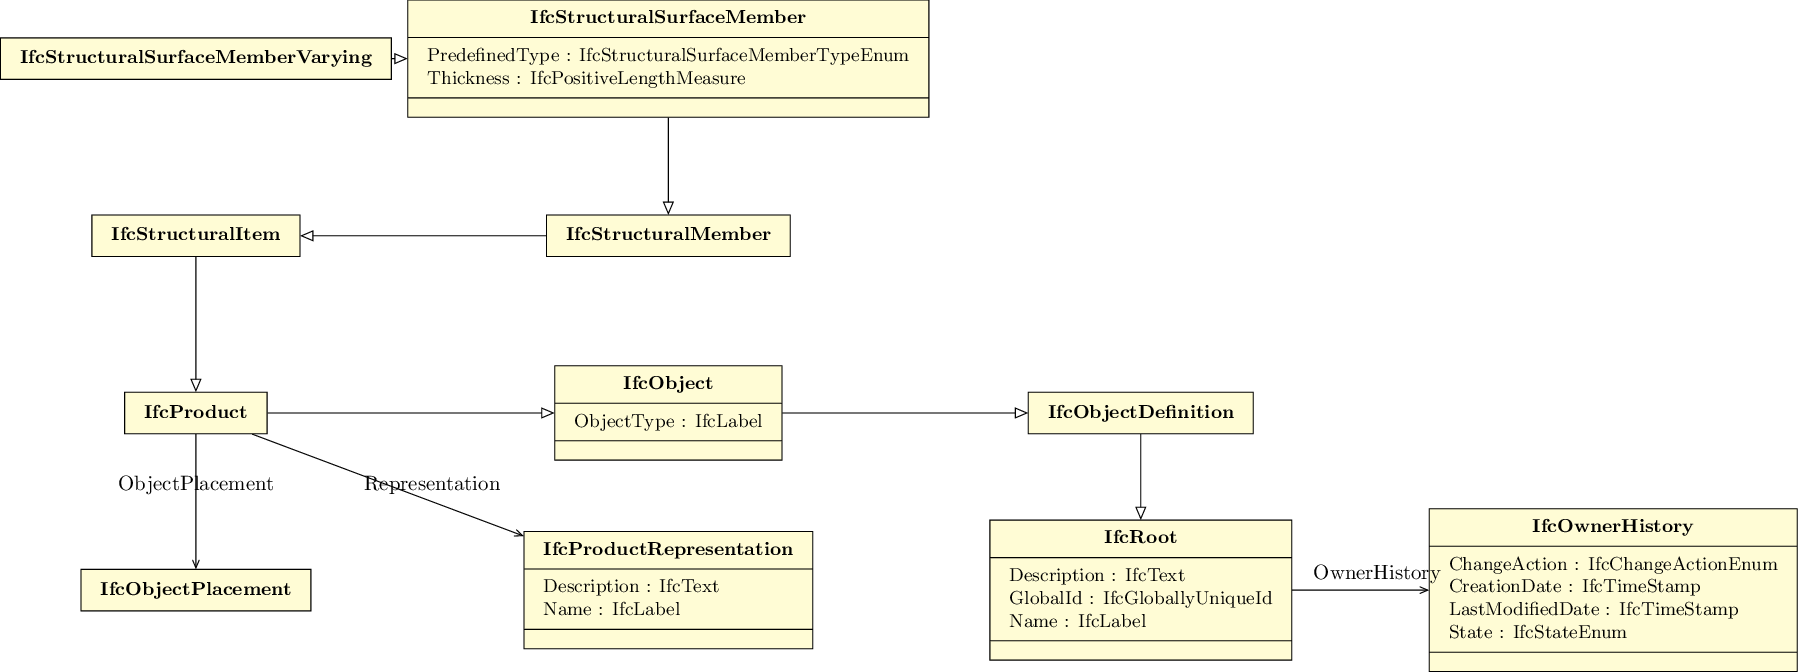 IfcStructuralSurfaceMember
PredefinedType : IfcStructuralSurfaceMemberTypeEnum
Thickness : IfcPositiveLengthMeasure
IfcStructuralSurfaceMemberVarying
IfcStructuralItem
IfcStructuralMember
IfcProduct
IfcObject
ObjectType : IfcLabel
IfcObjectDefinition
ObjectPlacement
Representation
IfcObjectPlacement
IfcProductRepresentation
Description : IfcText
Name : IfcLabel
IfcRoot
Description : IfcText
GlobalId : IfcGloballyUniqueId
Name : IfcLabel
OwnerHistory
IfcOwnerHistory
ChangeAction : IfcChangeActionEnum
CreationDate : IfcTimeStamp
LastModifiedDate : IfcTimeStamp
State : IfcStateEnum